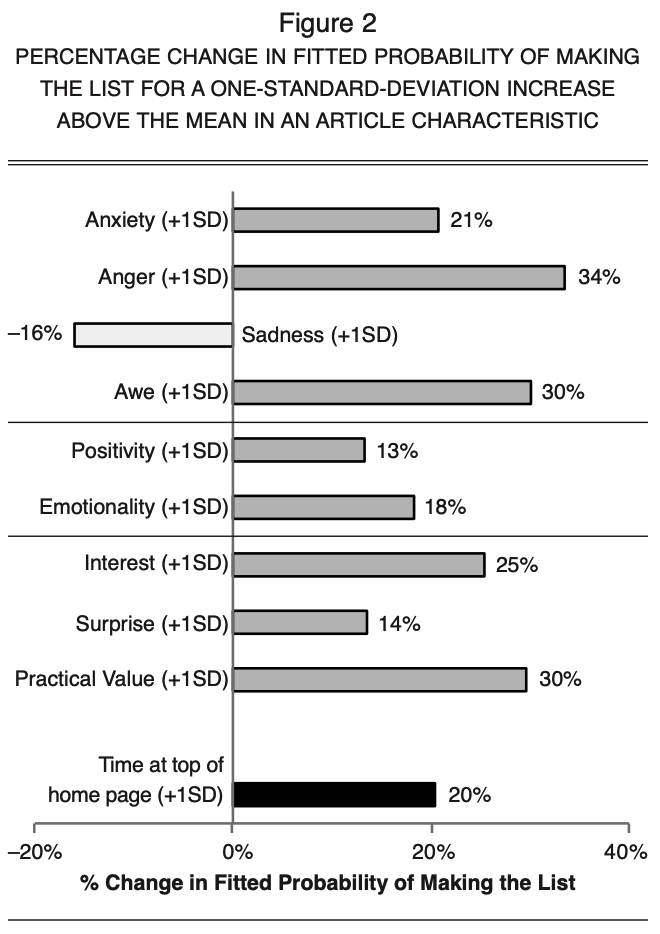 Figure 2
PERCENTAGE CHANGE IN FITTED PROBABILITY OF MAKING
THE LIST FOR A ONE-STANDARD-DEVIATION INCREASE
ABOVE THE MEAN IN AN ARTICLE CHARACTERISTIC
Anxiety (+1SD) 21%
Anger (+1SD) 34%
–16% Sadness (+1SD)
Awe (+1SD) 30%
Positivity (+1SD) 13%
Emotionality (+1SD) 18%
Interest (+1SD) 25%
Surprise (+1SD) 14%
Practical Value (+1SD) 30%
Time at top of
home page (+1SD) 20%
–20% 0% 20% 40%
% Change in Fitted Probability of Making the List